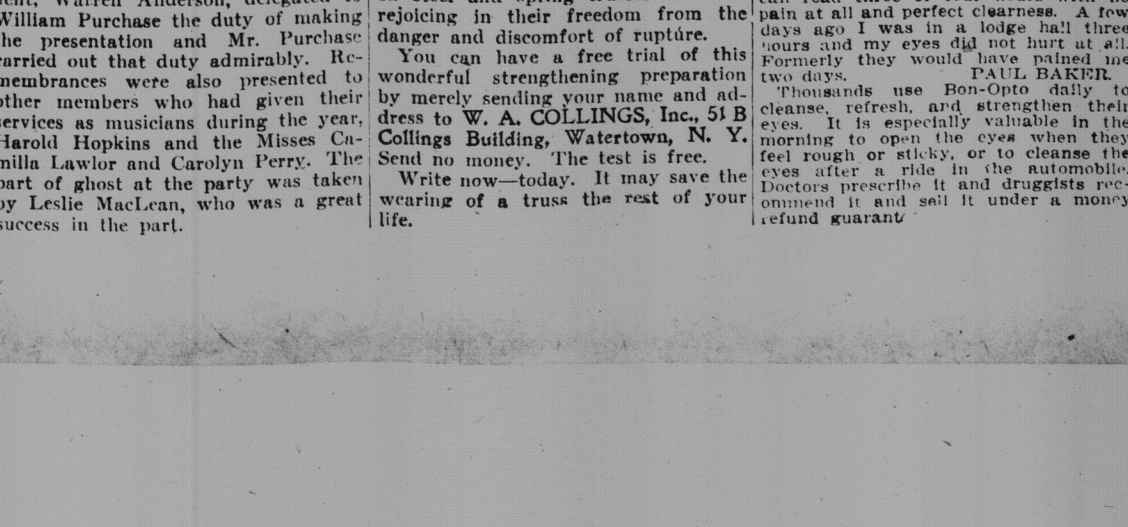 William Purchase the duty of making
the presentation and Mr. Purchase
carried out that duty admirably. Re-
membrances were also presented to
other members who had given their
services as musicians during the year,
Harold Hopkins and the Misses Ca-
milla Lawlor and Carolyn Perry. The
part of ghost at the party was taken
by Leslie MacLean, who was a great
success in the part.
rejoicing in their freedom from the
danger and discomfort of rupture.
You can have a free trial of this
wonderful strengthening preparation
by merely sending your name and ad-
dress to W. A. COLLINGS, Inc., 51 B
Collings Building, Watertown, N. Y.
Send no money. The test is free.
Write now—today. It may save the
wearing of a truss the rest of your
life.
pain at all and perfect clearness. A few
days ago I was in a lodge hall three
hours and my eyes did not hurt at all.
Formerly they would have pained me
two days. PAUL BAKER.
Thousands use Bon-Opto daily to
cleanse, refresh, and strengthen their
eyes. It is especially valuable in the
morning to open the eyes when they
feel rough or sticky, or to cleanse the
eyes after a ride in the automobile.
Doctors prescribe it and druggists rec-
ommend it and sell it under a money
refund guarant